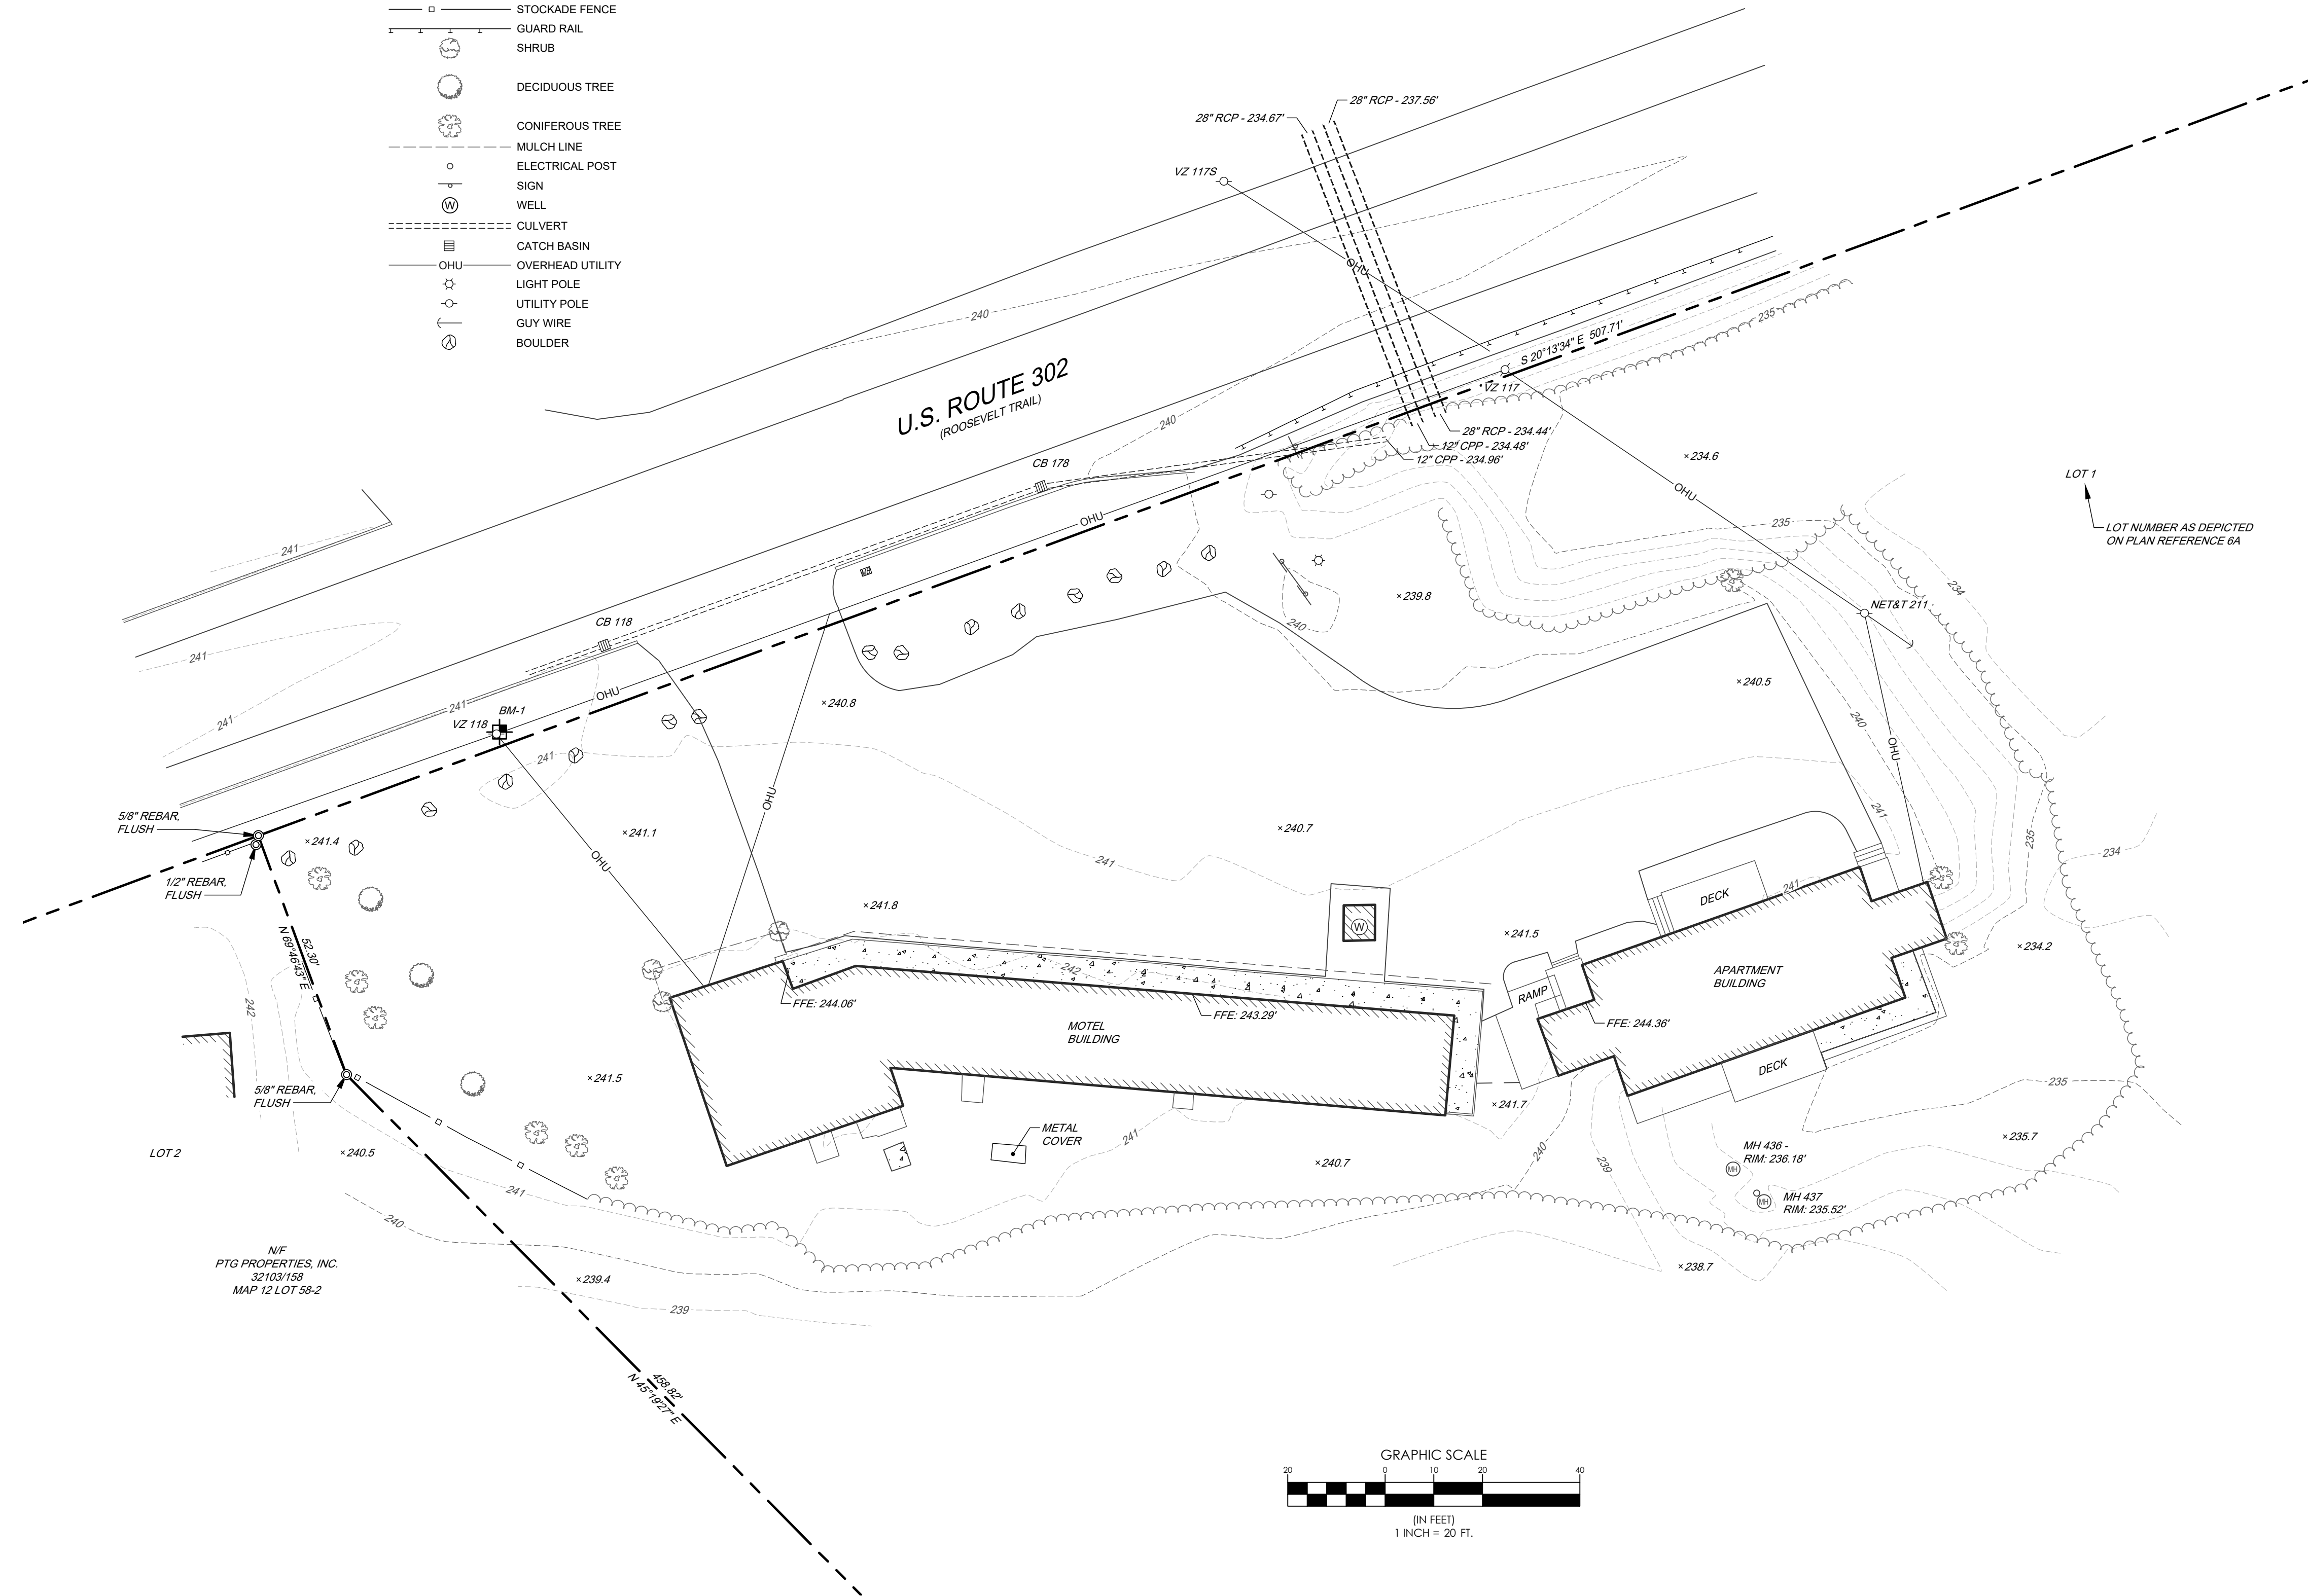 STOCKADE FENCE
GUARD RAIL
SHRUB
DECIDUOUS TREE
CONIFEROUS TREE
MULCH LINE
ELECTRICAL POST
SIGN
W WELL
CULVERT
CATCH BASIN
OHU OVERHEAD UTILITY
LIGHT POLE
UTILITY POLE
GUY WIRE
BOULDER
28" RCP - 237.56'
28" RCP - 234.67'
VZ 117S
OHU
240
235
S 20°13'34" E 507.71'
VZ 117
U.S. ROUTE 302
(ROOSEVELT TRAIL)
240
28" RCP - 234.44'
12" CPP - 234.48'
12" CPP - 234.96'
×234.6
CB 178
LOT 1
LOT NUMBER AS DEPICTED
ON PLAN REFERENCE 6A
OHU
OHU
235
241
MB
×239.8
234
NET&T 211
240
CB 118
241
×240.5
OHU
×240.8
241
241
240
BM-1
VZ 118
241
OHU
OHU
241
5/8" REBAR,
FLUSH
×241.4
×241.1
×240.7
235
234
241
OHU
1/2" REBAR,
FLUSH
×241.8
241
DECK
W
×241.5
52.30'
N 69°46'43" E
×234.2
242
242
FFE: 244.06'
FFE: 243.29'
APARTMENT
BUILDING
RAMP
FFE: 244.36'
MOTEL
BUILDING
DECK
235
5/8" REBAR,
FLUSH
×241.5
×241.7
METAL
COVER
241
×235.7
MH 436 -
RIM: 236.18'
MH
LOT 2
×240.5
×240.7
240
239
241
MH
MH 437
RIM: 235.52'
240
N/F
PTG PROPERTIES, INC.
32103/158
MAP 12 LOT 58-2
×239.4
×238.7
239
458.82'
N 45°19'27" E
GRAPHIC SCALE
20 0 10 20 40
(IN FEET)
1 INCH = 20 FT.